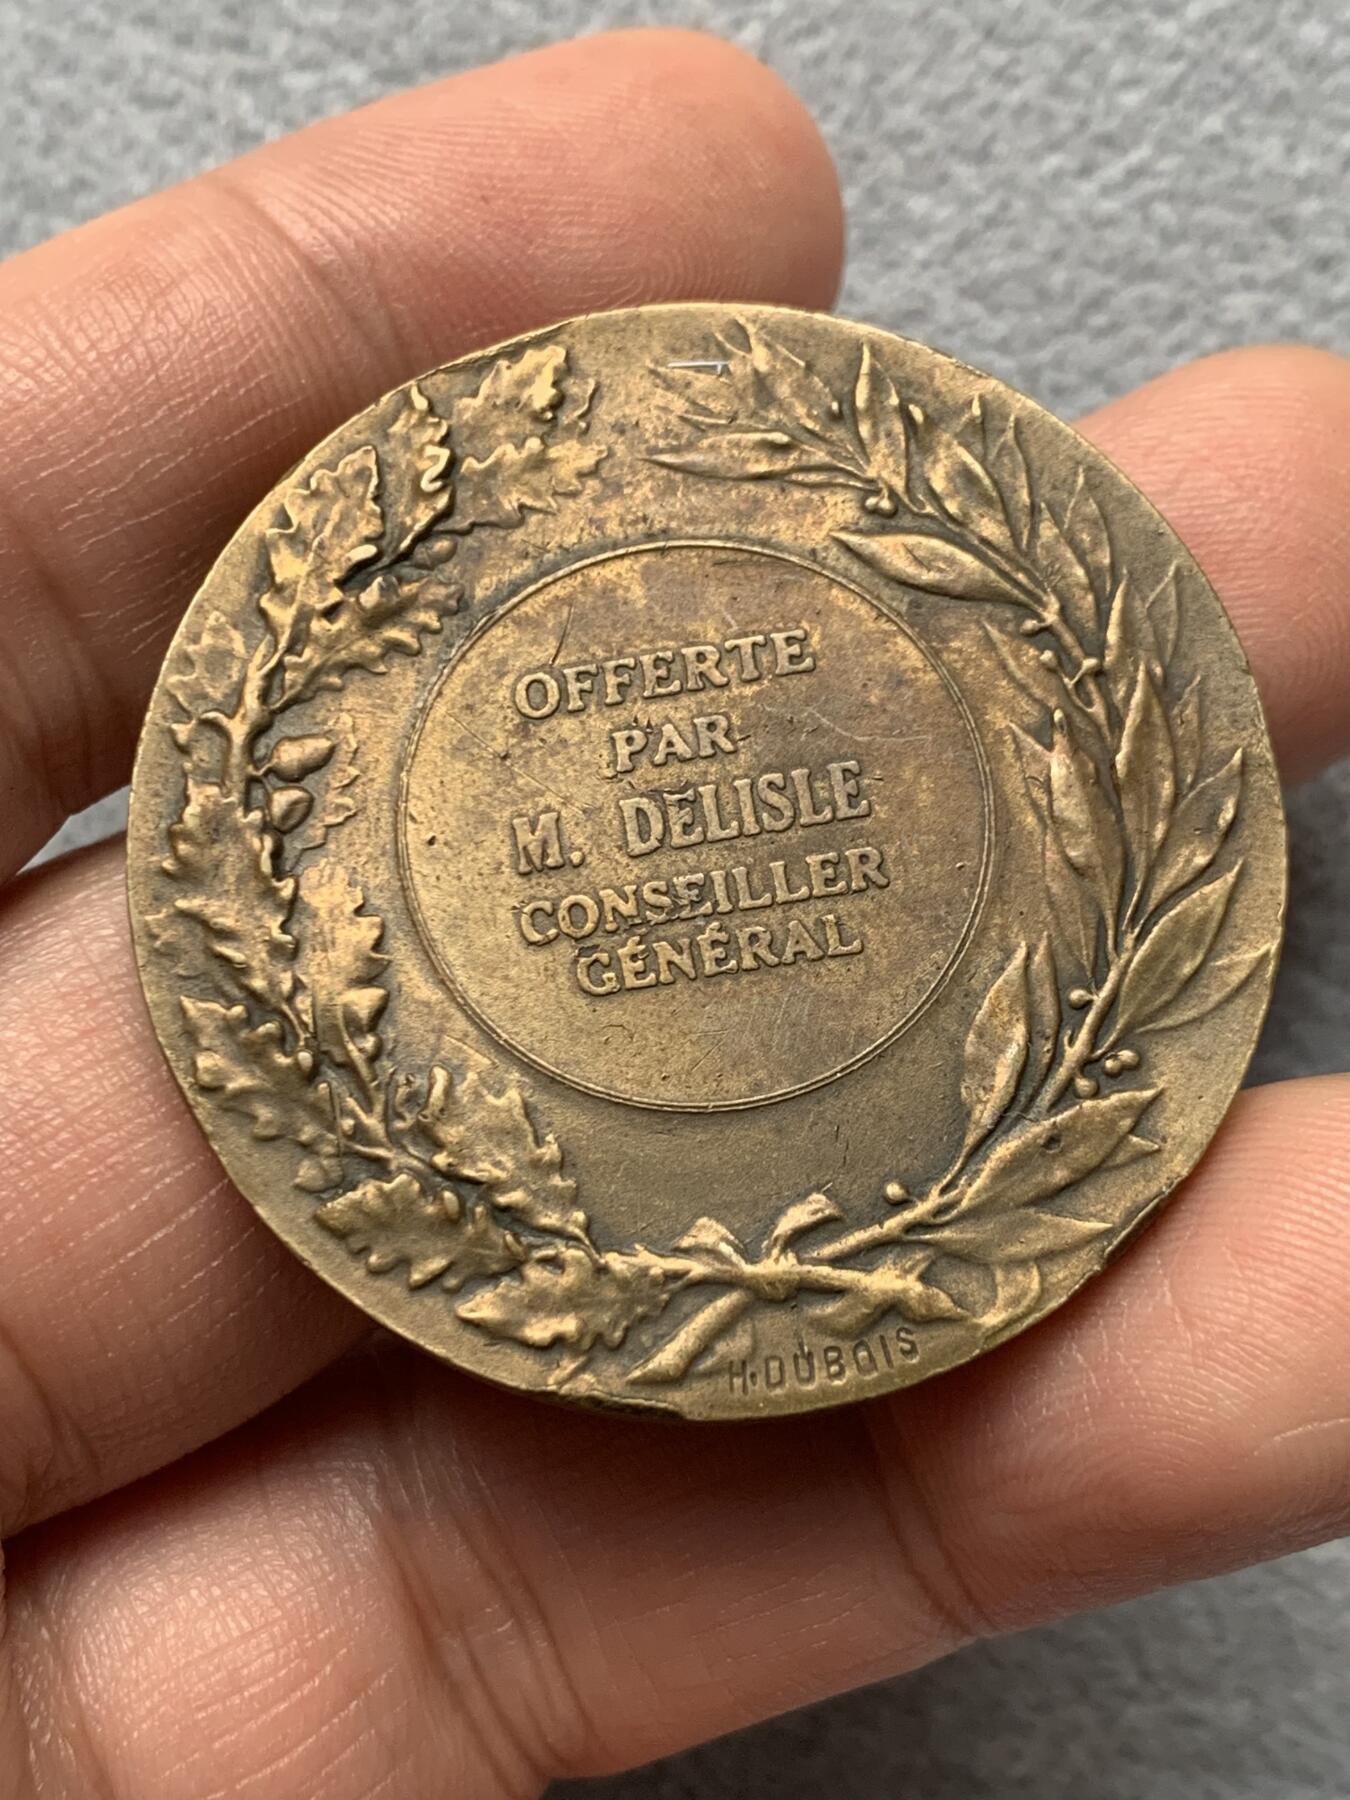 OFFERTE
PAR
M. DELISLE
CONSEILLER
GÉNÉRAL
H.DUBOIS